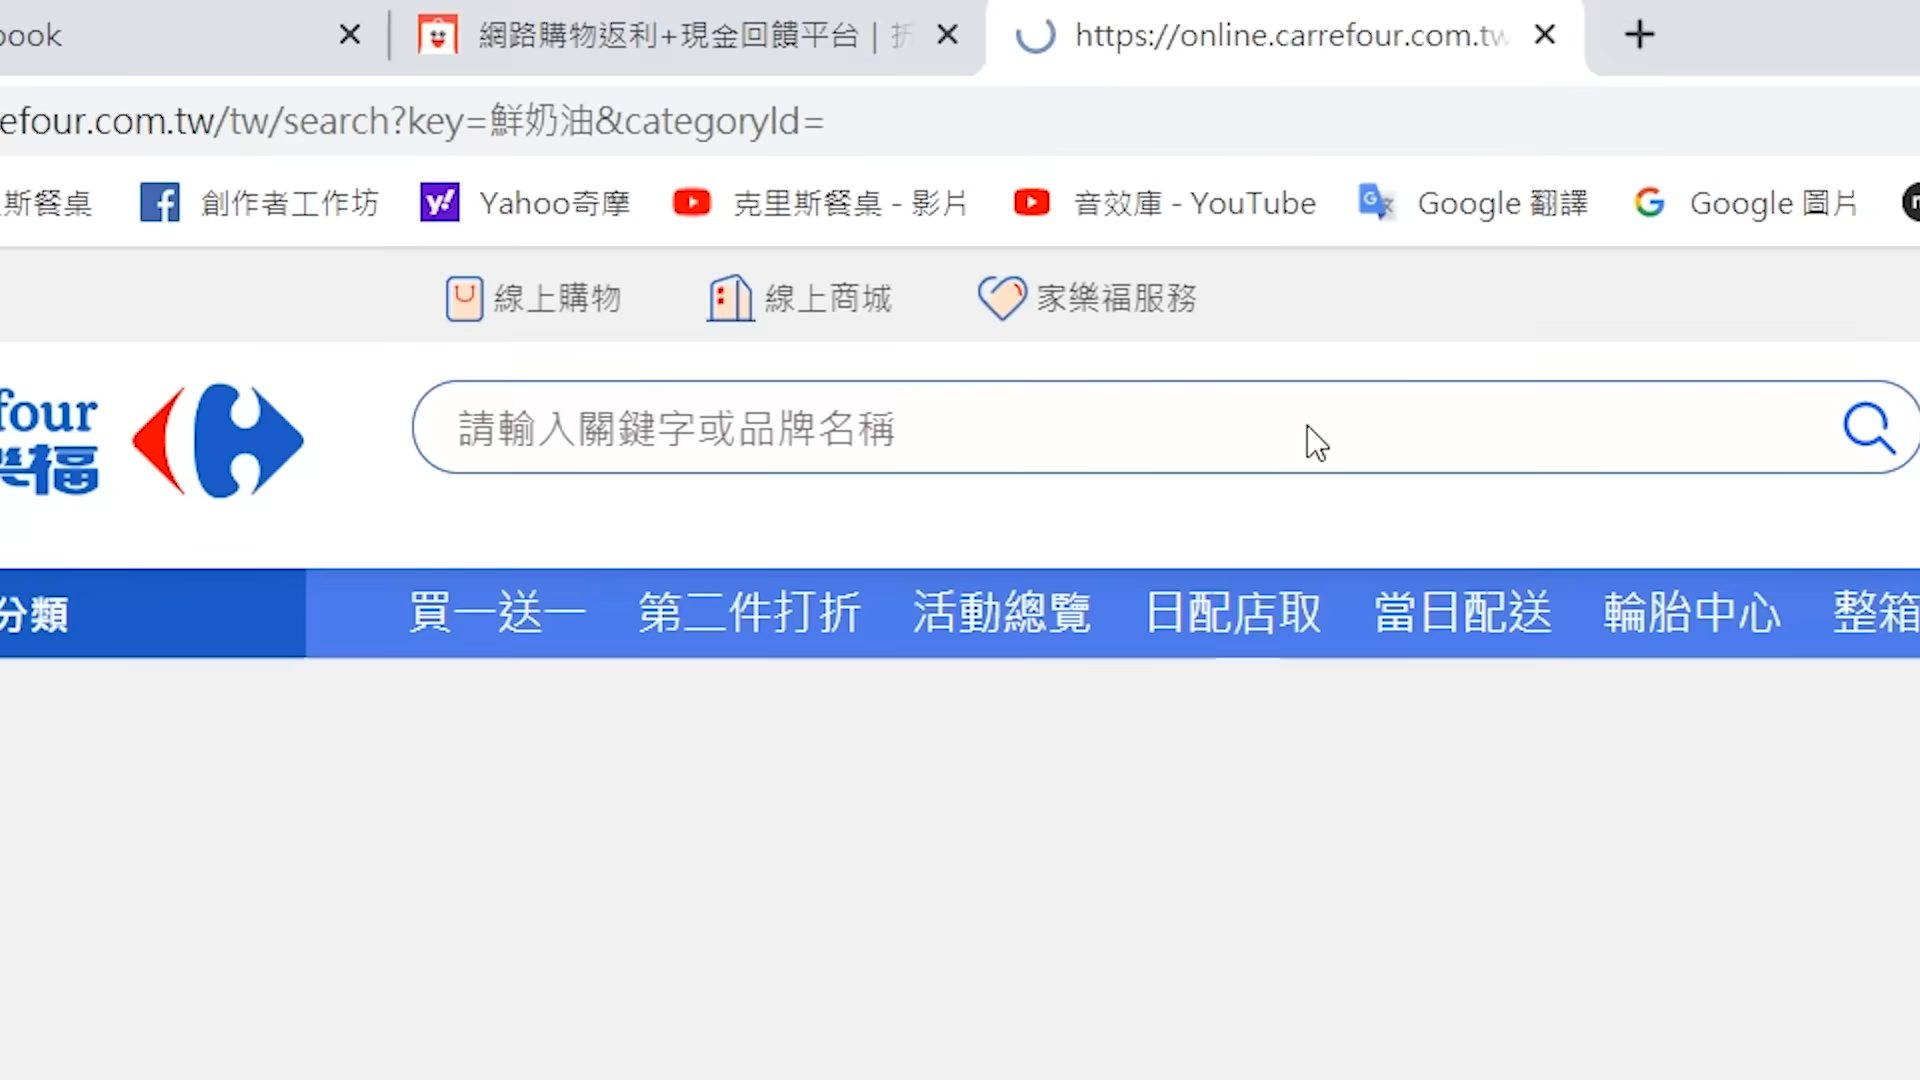 book
網路購物返利+現金回饋平台 | 折
https://online.carrefour.com.tw
efour.com.tw/tw/search?key=鮮奶油&categoryId=
斯餐桌
創作者工作坊
Yahoo奇摩
克里斯餐桌 - 影片
音效庫 - YouTube
Google 翻譯
Google 圖片
線上購物
線上商城
家樂福服務
four
樂福
請輸入關鍵字或品牌名稱
分類
買一送一
第二件打折
活動總覽
日配店取
當日配送
輪胎中心
整箱